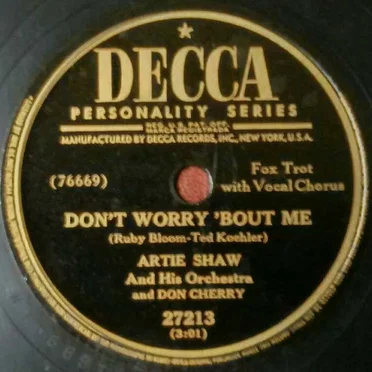 DECCA
PERSONALITY SERIES
REG. U.S. PAT. OFF.
MARCA REGISTRADA
MANUFACTURED BY DECCA RECORDS, INC., NEW YORK, U.S.A.
Fox Trot
(76669) with Vocal Chorus
DON'T WORRY 'BOUT ME
(Ruby Bloom-Ted Koehler)
ARTIE SHAW
And His Orchestra
and DON CHERRY
27213
(3:01)